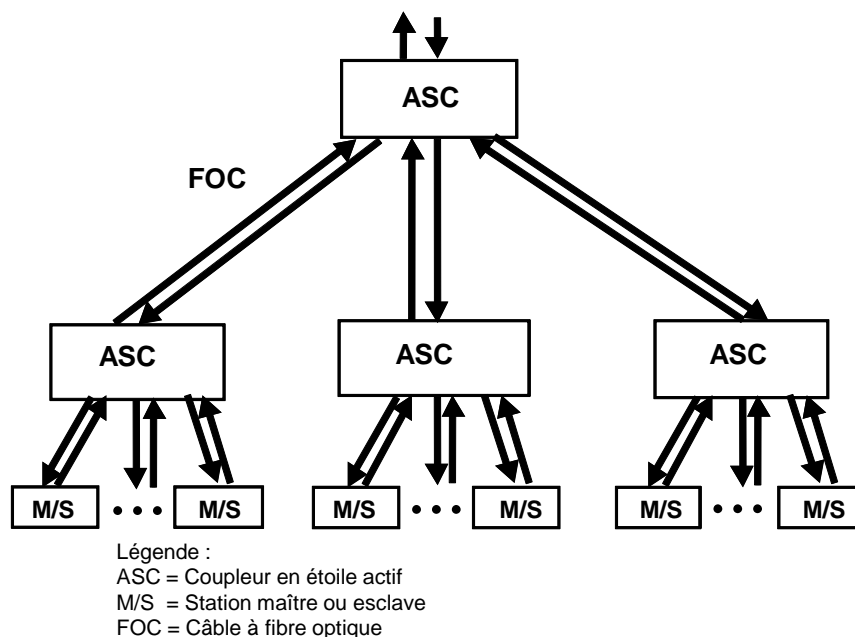 ASC
FOC
ASC ASC ASC
M/S • • • M/S M/S • • • M/S M/S • • • M/S
Légende :
ASC = Coupleur en étoile actif
M/S = Station maître ou esclave
FOC = Câble à fibre optique